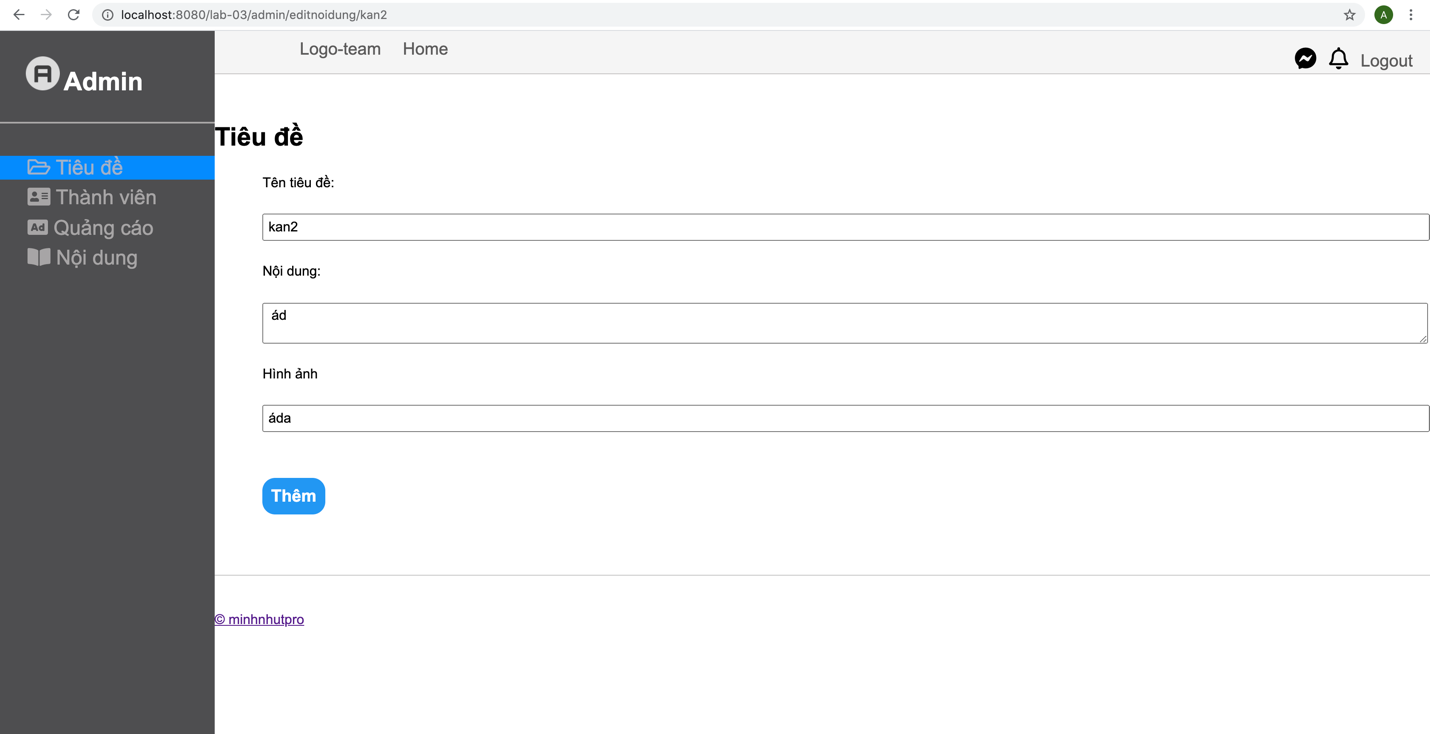 localhost:8080/lab-03/admin/editnoidung/kan2
A
Admin
Logo-team Home
Logout
Tiêu đề
Thành viên
Ad Quảng cáo
Nội dung
Tiêu đề
Tên tiêu đề:
kan2
Nội dung:
ád
Hình ảnh
áda
Thêm
© minhnhutpro